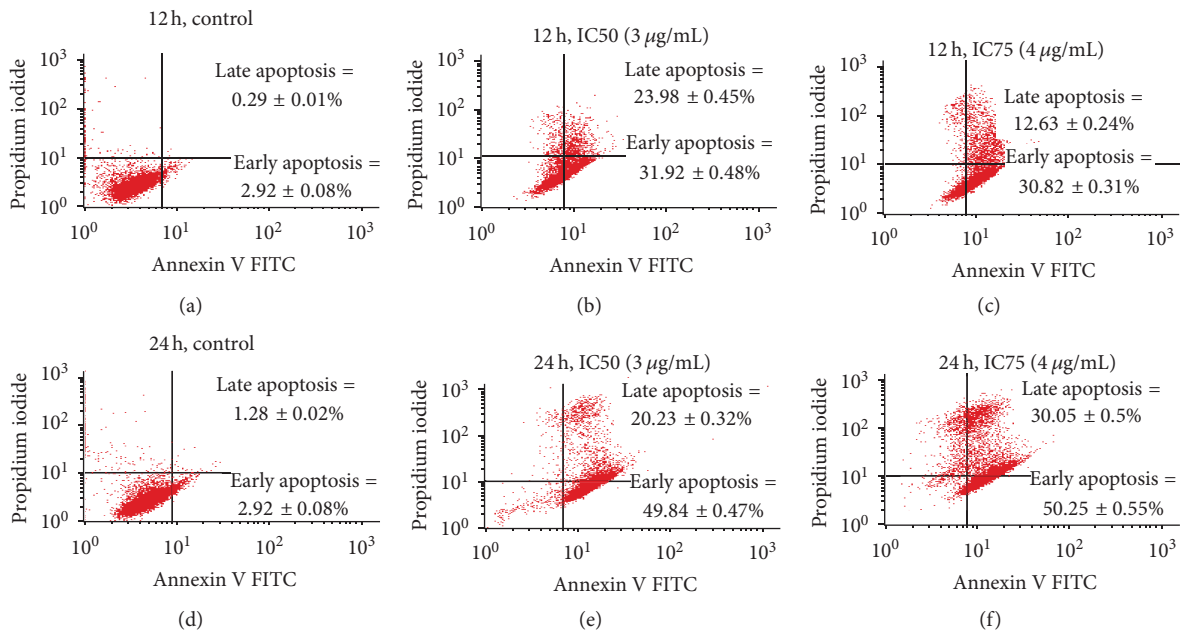 12 h, control
Propidium iodide
10³
10²
10¹
10⁰
Late apoptosis =
0.29 ± 0.01%
Early apoptosis =
2.92 ± 0.08%
10⁰ 10¹ 10² 10³
Annexin V FITC
(a)
12 h, IC50 (3 μg/mL)
Propidium iodide
10³
10²
10¹
10⁰
Late apoptosis =
23.98 ± 0.45%
Early apoptosis =
31.92 ± 0.48%
10⁰ 10¹ 10² 10³
Annexin V FITC
(b)
12 h, IC75 (4 μg/mL)
Propidium iodide
10³
10²
10¹
10⁰
Late apoptosis =
12.63 ± 0.24%
Early apoptosis =
30.82 ± 0.31%
10⁰ 10¹ 10² 10³
Annexin V FITC
(c)
24 h, control
Propidium iodide
10³
10²
10¹
10⁰
Late apoptosis =
1.28 ± 0.02%
Early apoptosis =
2.92 ± 0.08%
10⁰ 10¹ 10² 10³
Annexin V FITC
(d)
24 h, IC50 (3 μg/mL)
Propidium iodide
10³
10²
10¹
10⁰
Late apoptosis =
20.23 ± 0.32%
Early apoptosis =
49.84 ± 0.47%
10⁰ 10¹ 10² 10³
Annexin V FITC
(e)
24 h, IC75 (4 μg/mL)
Propidium iodide
10³
10²
10¹
10⁰
Late apoptosis =
30.05 ± 0.5%
Early apoptosis =
50.25 ± 0.55%
10⁰ 10¹ 10² 10³
Annexin V FITC
(f)